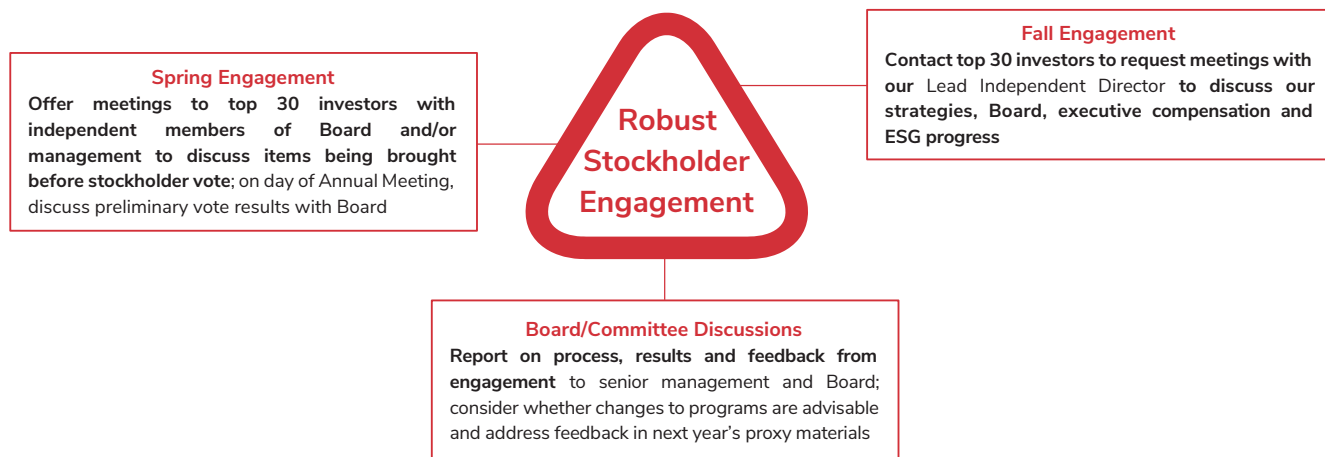 Spring Engagement
Offer meetings to top 30 investors with
independent members of Board and/or
management to discuss items being brought
before stockholder vote; on day of Annual Meeting,
discuss preliminary vote results with Board
Robust
Stockholder
Engagement
Fall Engagement
Contact top 30 investors to request meetings with
our Lead Independent Director to discuss our
strategies, Board, executive compensation and
ESG progress
Board/Committee Discussions
Report on process, results and feedback from
engagement to senior management and Board;
consider whether changes to programs are advisable
and address feedback in next year's proxy materials